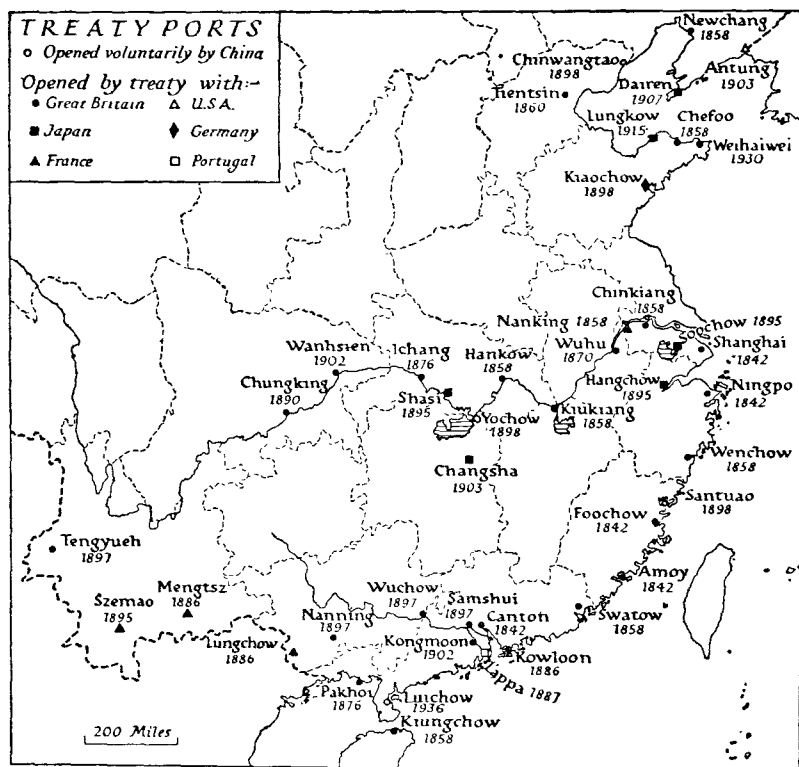 TREATY PORTS
Opened voluntarily by China
Opened by treaty with:-
Great Britain
U.S.A.
Japan
Germany
France
Portugal
Newchang
1858
Chinwangtao
1898
Antung
1903
Dairen
1907
Tientsin
1860
Lungkow
1915
Chefoo
1858
Weihaiwei
1930
Kiaochow
1898
Chinkiang
1858
Nanking 1858
Soochow 1895
Wuhu
1870
Shanghai
1842
Wanhsien
1902
Ichang
1876
Hankow
1858
Hangchow
1895
Ningpo
1842
Chungking
1890
Shasi
1895
Yochow
1898
Kiukiang
1858
Changsha
1903
Wenchow
1858
Santuao
1898
Foochow
1842
Tengyueh
1897
Amoy
1842
Mengtsz
1886
Szemao
1895
Wuchow
1897
Samshui
1897
Canton
1842
Swatow
1858
Nanning
1897
Lungchow
1886
Kongmoon
1902
Kowloon
1886
Lappa 1887
Pakhoi
1876
Luichow
1936
Kiungchow
1858
200 Miles